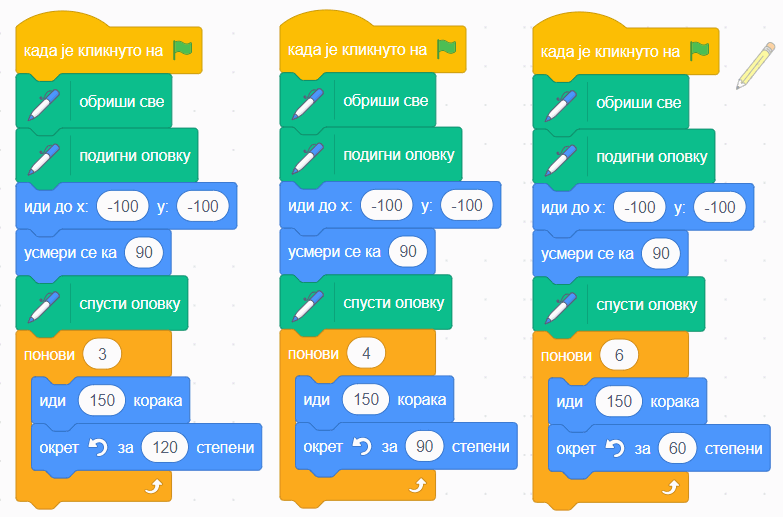 када је кликнуто на
обриши све
подигни оловку
иди до x: -100 y: -100
усмери се ка 90
спусти оловку
понови 3
иди 150 корака
окрет за 120 степени
када је кликнуто на
обриши све
подигни оловку
иди до x: -100 y: -100
усмери се ка 90
спусти оловку
понови 4
иди 150 корака
окрет за 90 степени
када је кликнуто на
обриши све
подигни оловку
иди до x: -100 y: -100
усмери се ка 90
спусти оловку
понови 6
иди 150 корака
окрет за 60 степени